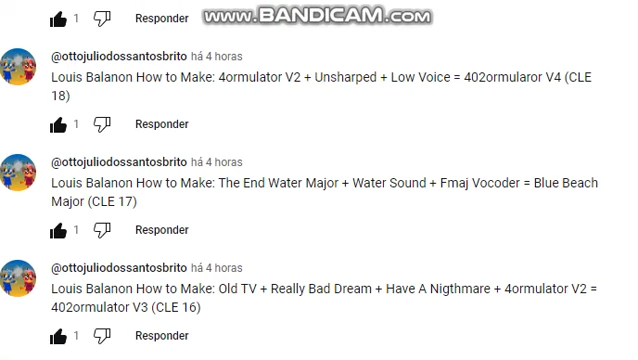 www.BANDICAM.com
1 Responder
@ottojuliodossantosbrito há 4 horas
Louis Balanon How to Make: 4ormulator V2 + Unsharped + Low Voice = 402ormularor V4 (CLE
18)
1 Responder
@ottojuliodossantosbrito há 4 horas
Louis Balanon How to Make: The End Water Major + Water Sound + Fmaj Vocoder = Blue Beach
Major (CLE 17)
1 Responder
@ottojuliodossantosbrito há 4 horas
Louis Balanon How to Make: Old TV + Really Bad Dream + Have A Nigthmare + 4ormulator V2 =
402ormulator V3 (CLE 16)
1 Responder